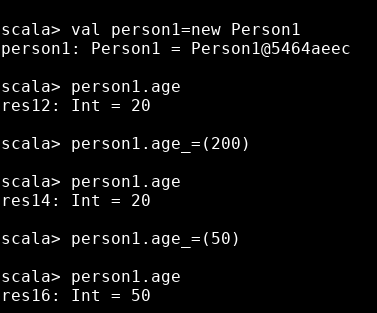 scala> val person1=new Person1
person1: Person1 = Person1@5464aeec
scala> person1.age
res12: Int = 20
scala> person1.age_=(200)
scala> person1.age
res14: Int = 20
scala> person1.age_=(50)
scala> person1.age
res16: Int = 50